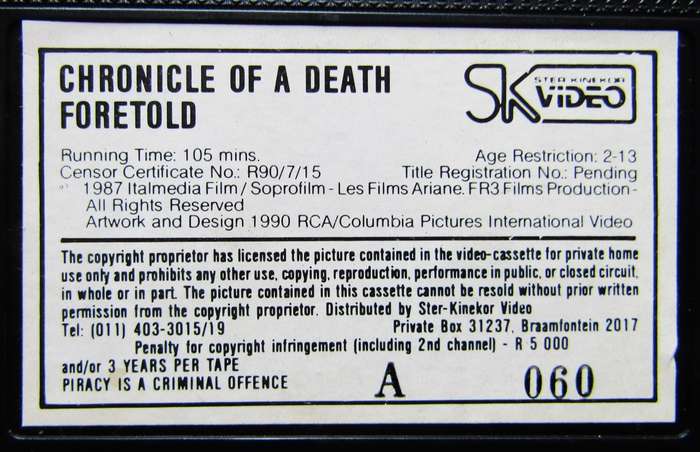 CHRONICLE OF A DEATH
FORETOLD
SK STER KINEKOR
VIDEO
Running Time: 105 mins. Age Restriction: 2-13
Censor Certificate No.: R90/7/15 Title Registration No.: Pending
1987 Italmedia Film / Soprofilm - Les Films Ariane. FR3 Films Production -
All Rights Reserved
Artwork and Design 1990 RCA/Columbia Pictures International Video
The copyright proprietor has licensed the picture contained in the video-cassette for private home
use only and prohibits any other use, copying, reproduction, performance in public, or closed circuit,
in whole or in part. The picture contained in this cassette cannot be resold without prior written
permission from the copyright proprietor. Distributed by Ster-Kinekor Video
Tel: (011) 403-3015/19 Private Box 31237, Braamfontein 2017
Penalty for copyright infringement (including 2nd channel) - R 5 000
and/or 3 YEARS PER TAPE
PIRACY IS A CRIMINAL OFFENCE A 060